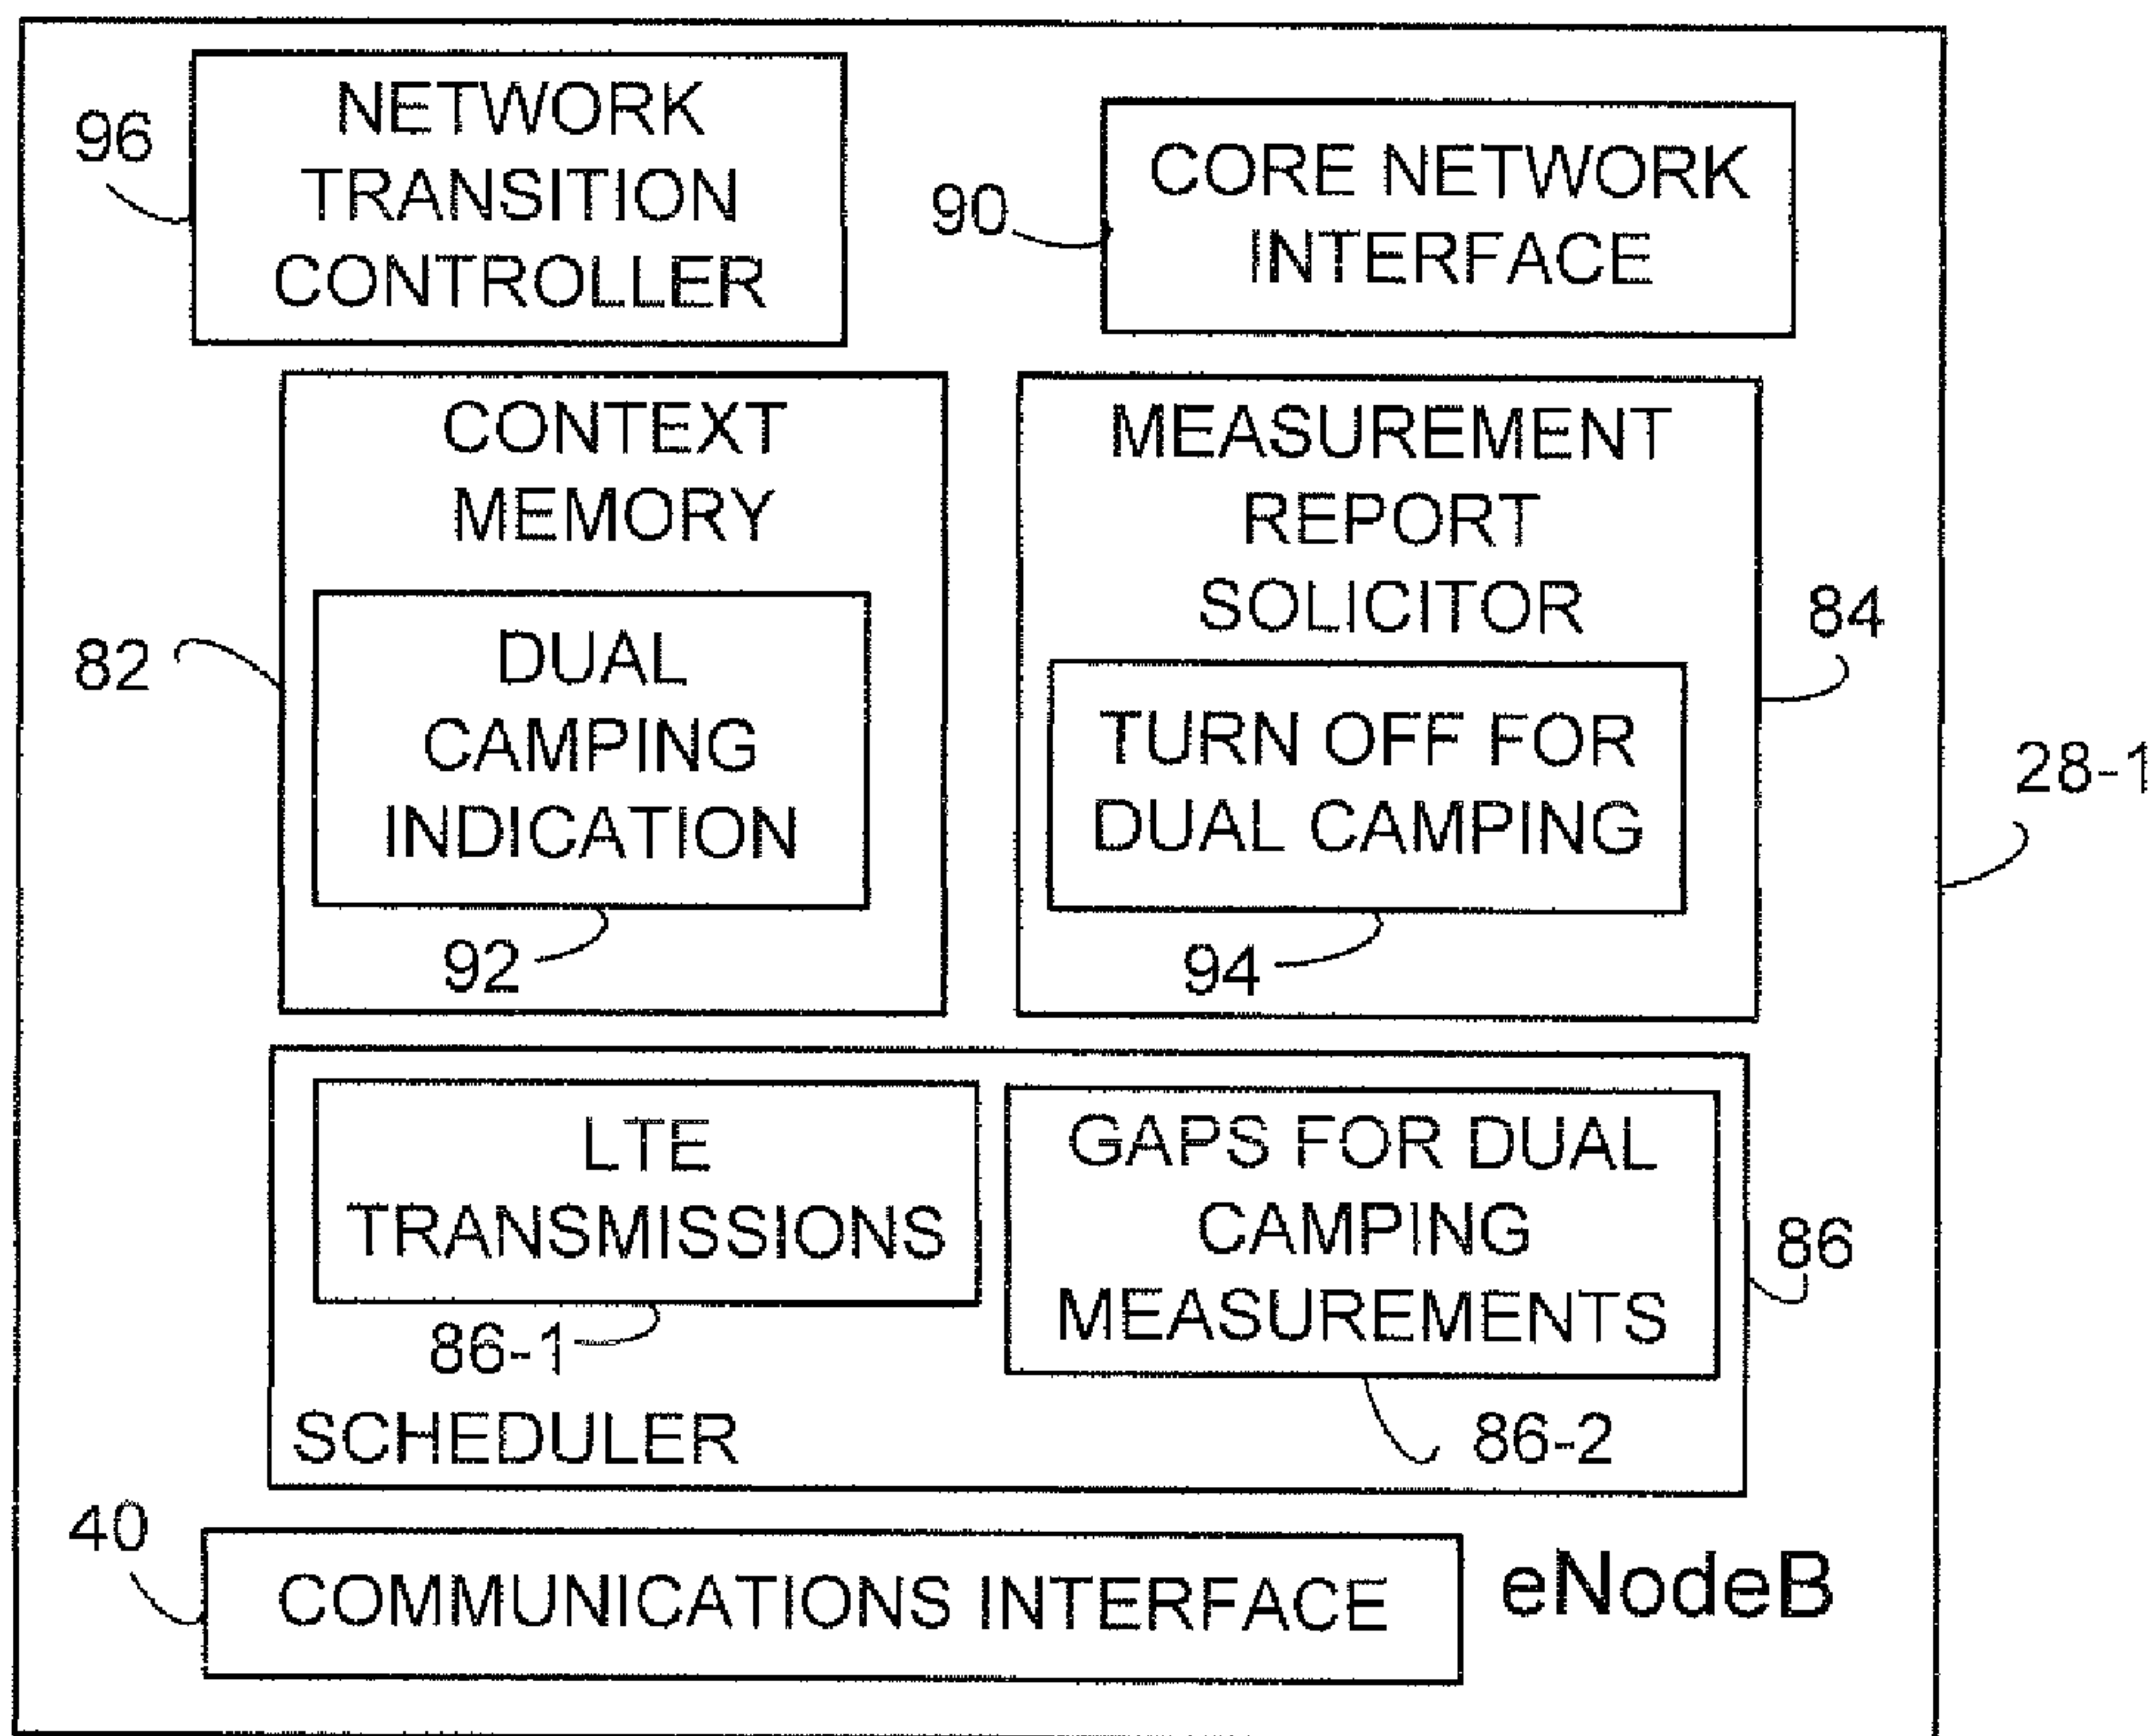 96
NETWORK
TRANSITION
CONTROLLER
90
CORE NETWORK
INTERFACE
82
CONTEXT
MEMORY
DUAL
CAMPING
INDICATION
92
MEASUREMENT
REPORT
SOLICITOR
84
TURN OFF FOR
DUAL CAMPING
94
28-1
LTE
TRANSMISSIONS
86-1
GAPS FOR DUAL
CAMPING
MEASUREMENTS
86
86-2
SCHEDULER
40
COMMUNICATIONS INTERFACE
eNodeB